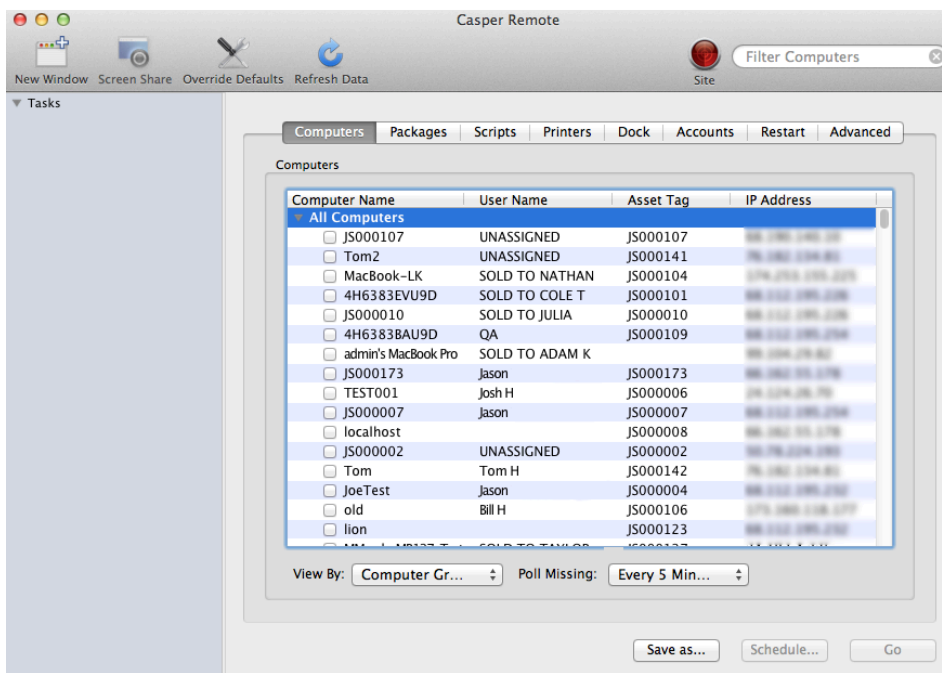 Casper Remote
New Window Screen Share Override Defaults Refresh Data Site Filter Computers
Tasks
Computers Packages Scripts Printers Dock Accounts Restart Advanced
Computers
Computer Name User Name Asset Tag IP Address
All Computers
JS000107 UNASSIGNED JS000107
Tom2 UNASSIGNED JS000141
MacBook-LK SOLD TO NATHAN JS000104
4H6383EVU9D SOLD TO COLE T JS000101
JS000010 SOLD TO JULIA JS000010
4H6383BAU9D QA JS000109
admin's MacBook Pro SOLD TO ADAM K
JS000173 Jason JS000173
TEST001 Josh H JS000006
JS000007 Jason JS000007
localhost JS000008
JS000002 UNASSIGNED JS000002
Tom Tom H JS000142
JoeTest Jason JS000004
old Bill H JS000106
lion JS000123
View By: Computer Gr... Poll Missing: Every 5 Min...
Save as... Schedule... Go